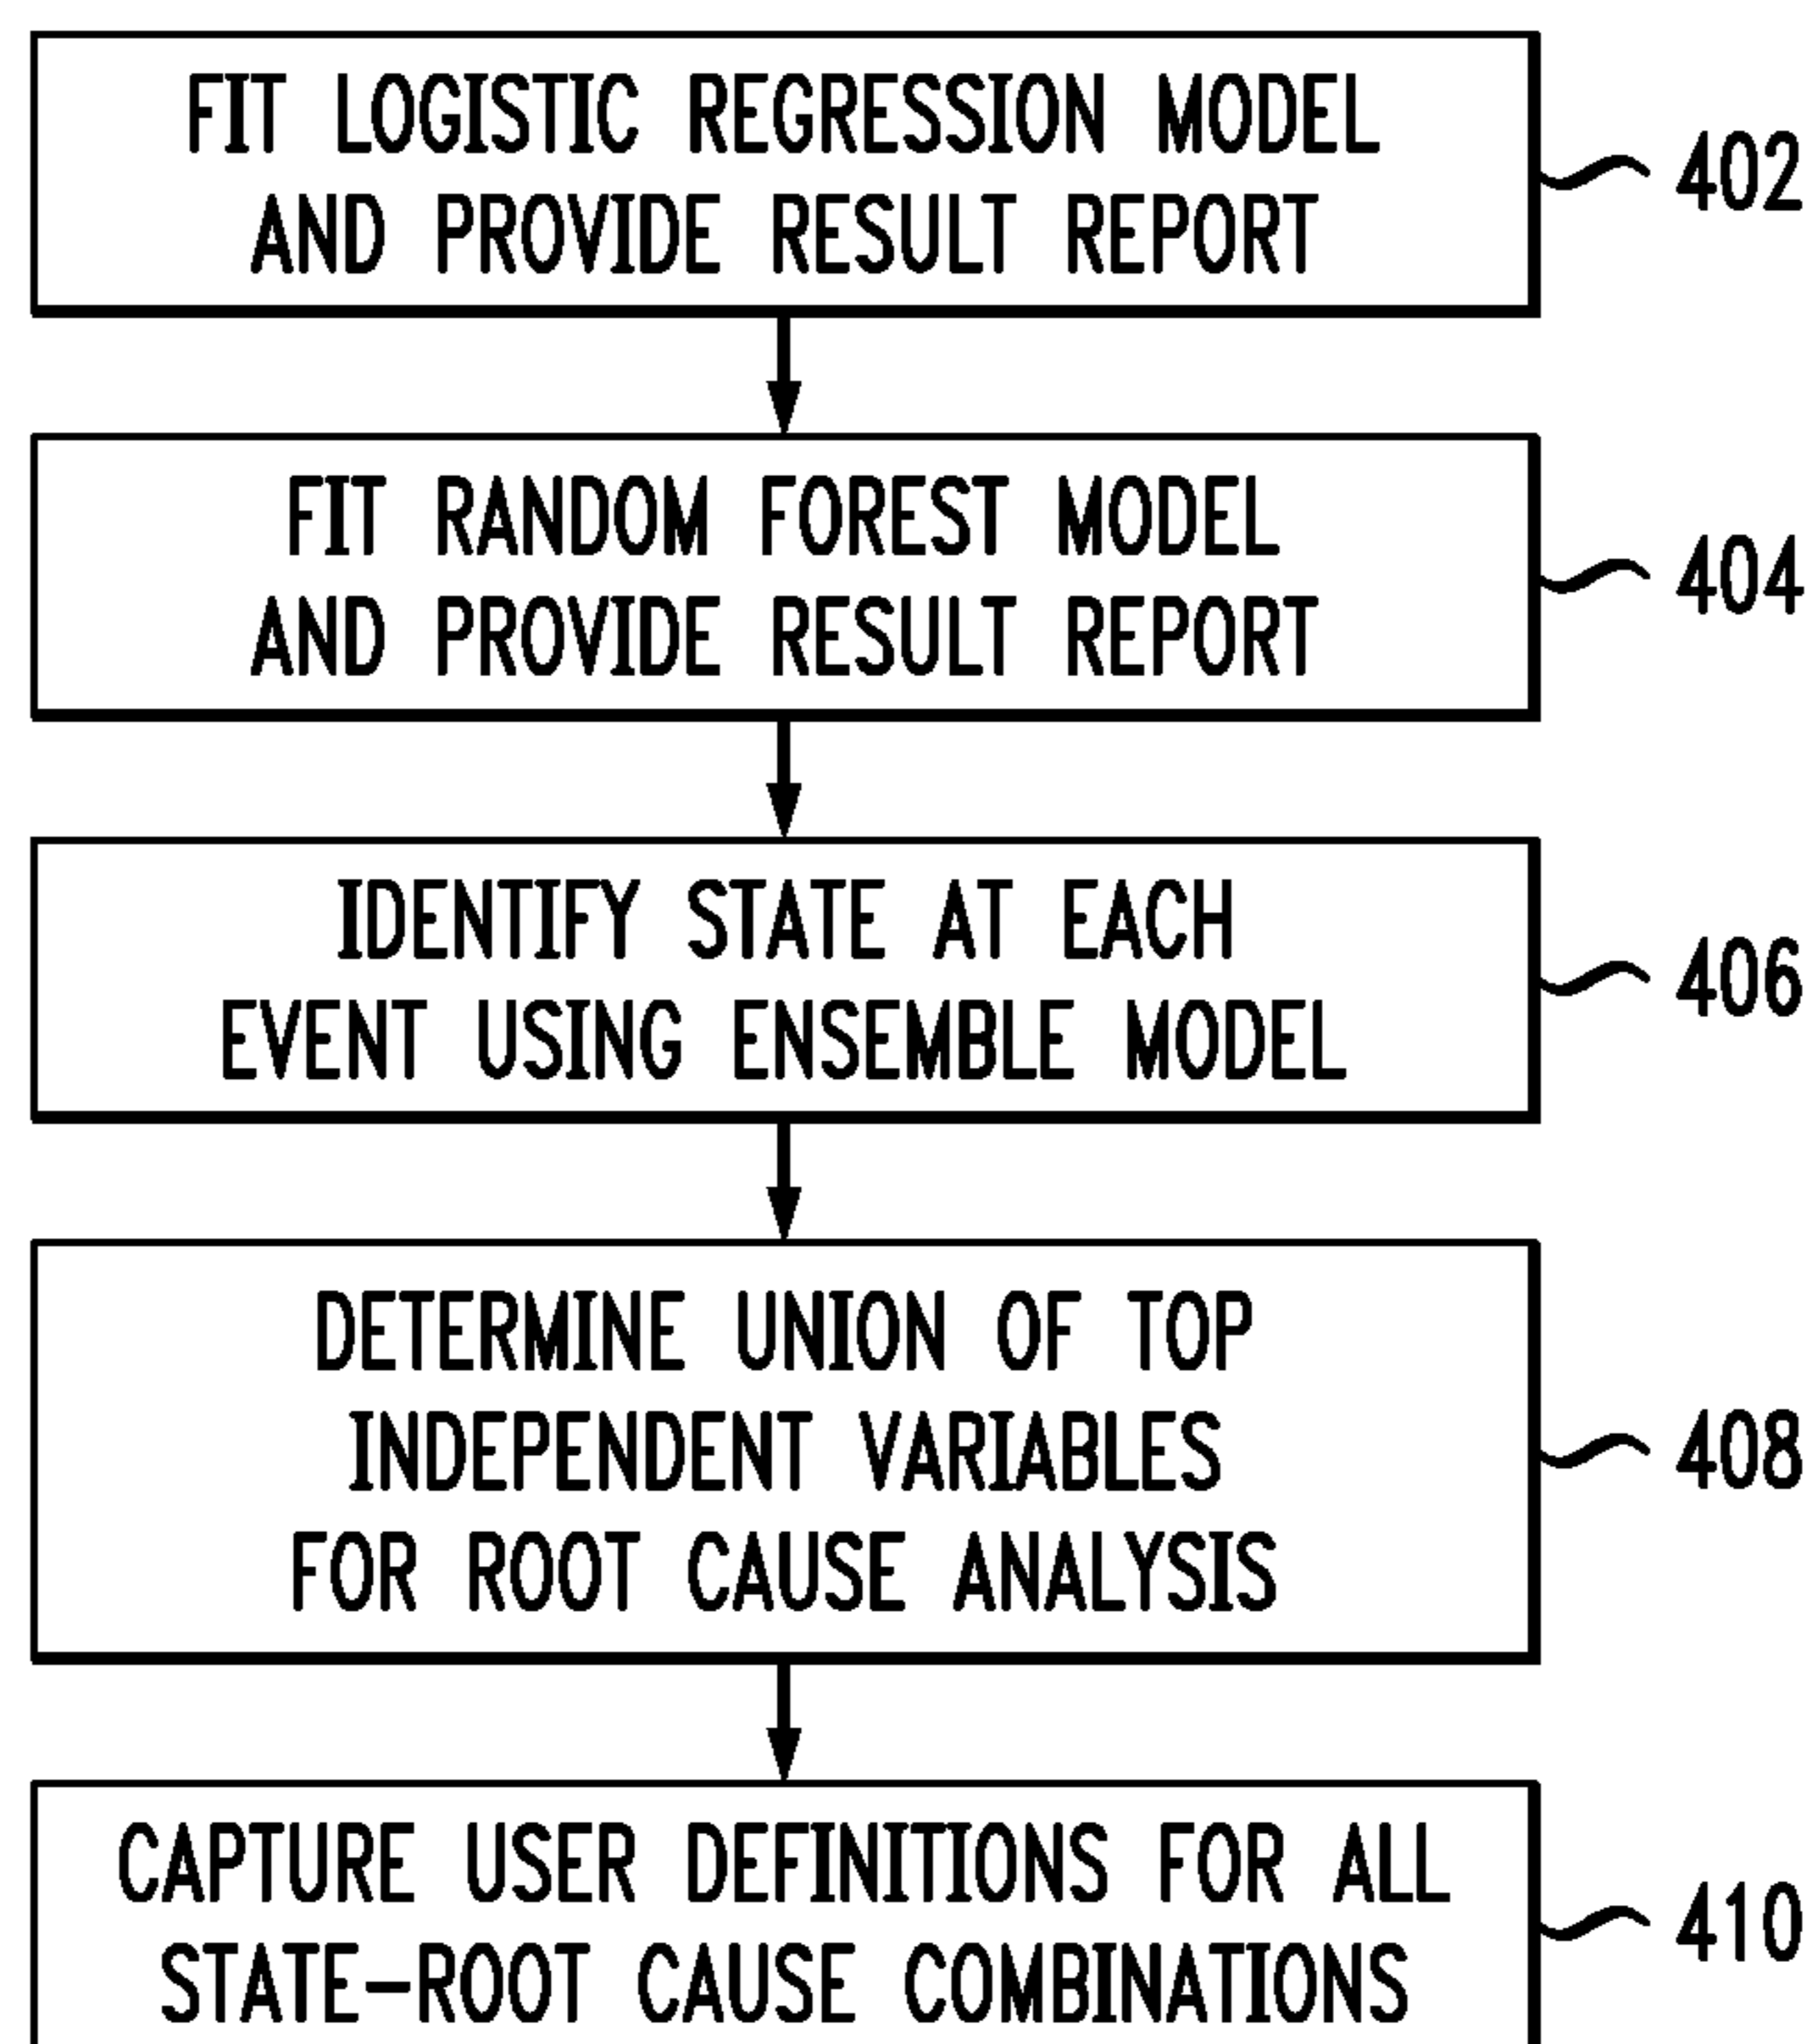 FIT LOGISTIC REGRESSION MODEL
AND PROVIDE RESULT REPORT
402
FIT RANDOM FOREST MODEL
AND PROVIDE RESULT REPORT
404
IDENTIFY STATE AT EACH
EVENT USING ENSEMBLE MODEL
406
DETERMINE UNION OF TOP
INDEPENDENT VARIABLES
FOR ROOT CAUSE ANALYSIS
408
CAPTURE USER DEFINITIONS FOR ALL
STATE-ROOT CAUSE COMBINATIONS
410